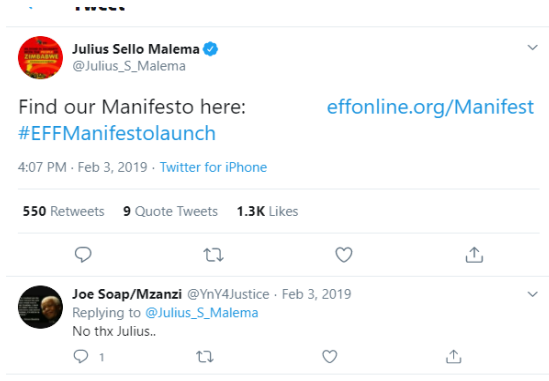 Tweet
Julius Sello Malema
@Julius_S_Malema
ZIMBABWE
Find our Manifesto here: effonline.org/Manifest
#EFFManifestolaunch
4:07 PM · Feb 3, 2019 · Twitter for iPhone
550 Retweets 9 Quote Tweets 1.3K Likes
Joe Soap/Mzanzi @YnY4Justice · Feb 3, 2019
Replying to @Julius_S_Malema
No thx Julius..
1